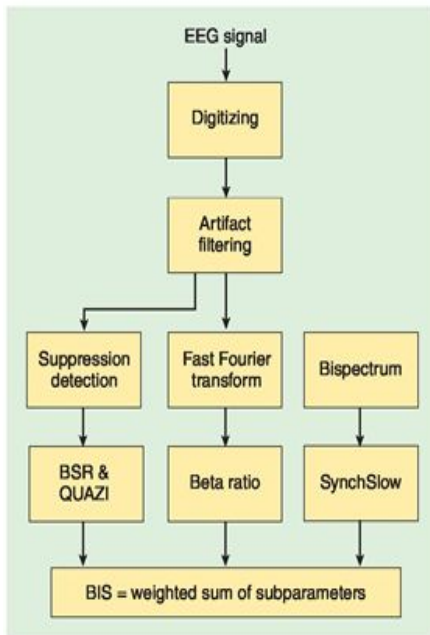 EEG signal
Digitizing
Artifact
filtering
Suppression
detection
Fast Fourier
transform
Bispectrum
BSR &
QUAZI
Beta ratio
SynchSlow
BIS = weighted sum of subparameters